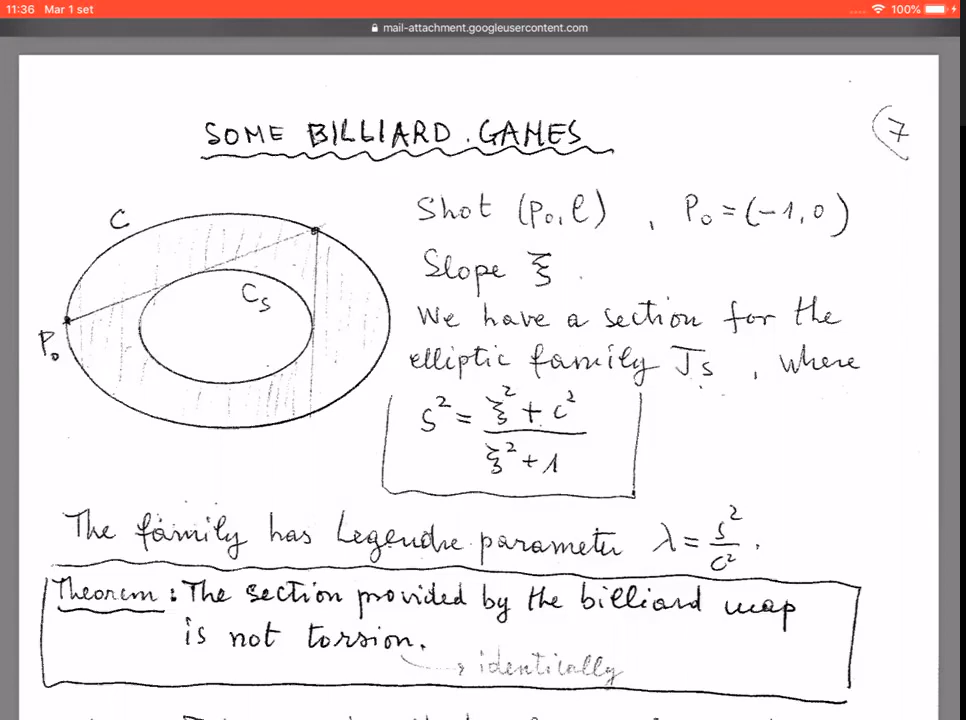 11:36 Mar 1 set
100%
mail-attachment.googleusercontent.com
SOME BILLIARD GAMES
7
C
Shot (P₀, ℓ) , P₀ = (-1, 0)
Slope ξ
Cₛ
We have a section for the
P₀
elliptic family Jₛ , where
s² = (ξ² + c²) / (ξ² + 1)
The family has Legendre parameter λ = s²/c² .
Theorem : The section provided by the billiard map
is not torsion.
→ identically